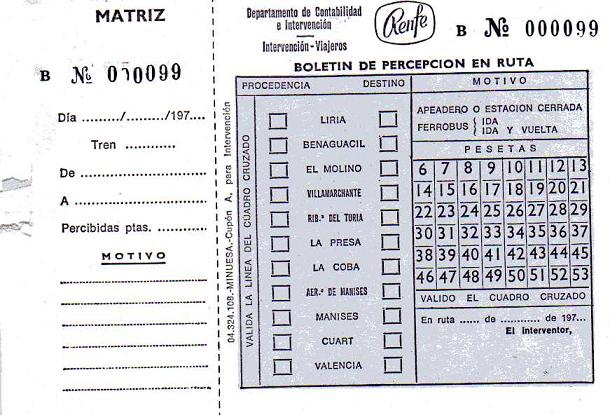 MATRIZ
B Nº 000099
Día ......../......../197....
Tren ............
De .......................
A ........................
Percibidas ptas. ............
MOTIVO
04.324.108.-MINUESA.-Cupón A, para Intervención
Departamento de Contabilidad
e Intervención
Intervención-Viajeros
Renfe
B Nº 000099
BOLETIN DE PERCEPCION EN RUTA
PROCEDENCIA DESTINO
VALIDA LA LINEA DEL CUADRO CRUZADO
LIRIA
BENAGUACIL
EL MOLINO
VILLAMARCHANTE
RIB.ª DEL TURIA
LA PRESA
LA COBA
AER.º DE MANISES
MANISES
CUART
VALENCIA
MOTIVO
APEADERO O ESTACION CERRADA
FERROBUS { IDA
IDA Y VUELTA
PESETAS
6 7 8 9 10 11 12 13
14 15 16 17 18 19 20 21
22 23 24 25 26 27 28 29
30 31 32 33 34 35 36 37
38 39 40 41 42 43 44 45
46 47 48 49 50 51 52 53
VALIDO EL CUADRO CRUZADO
En ruta ...... de ............ de 197...
El Interventor,